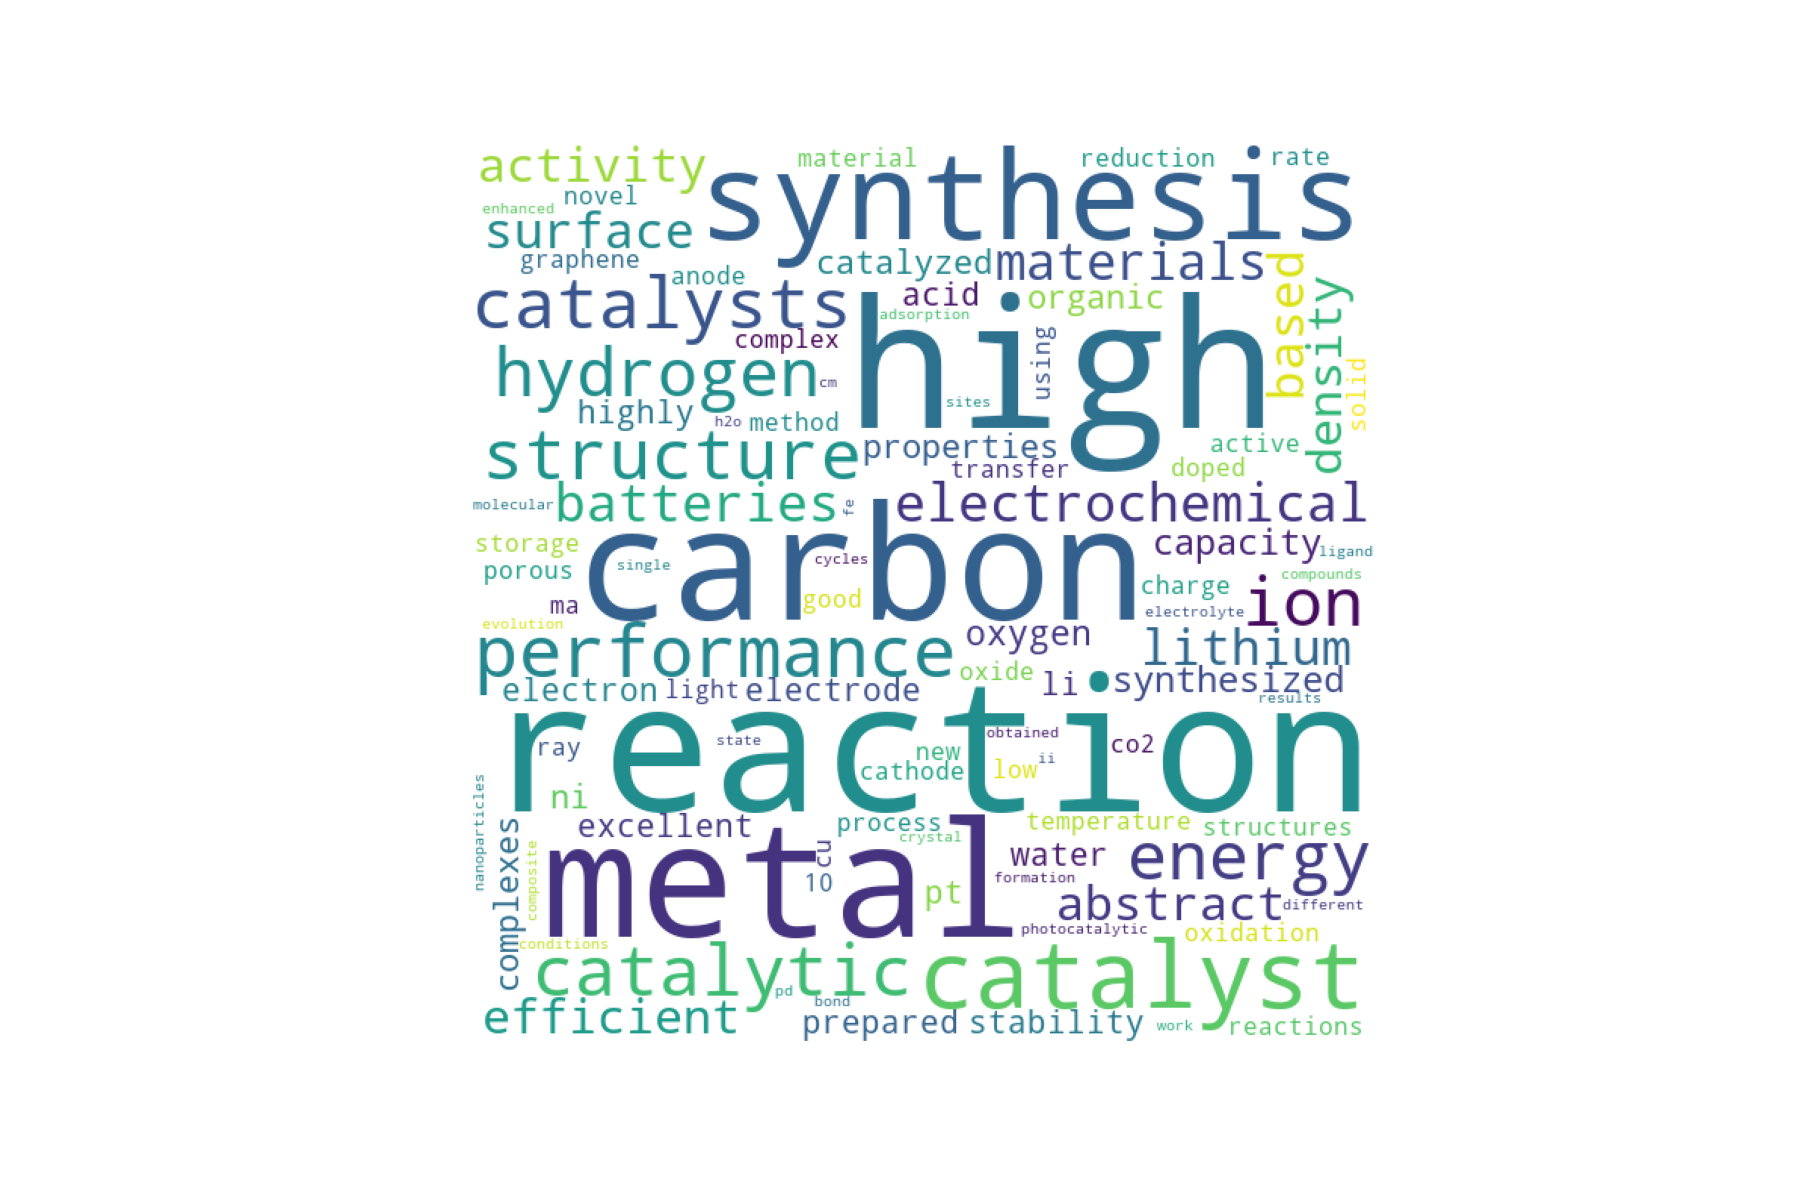 activity
material
synthesis
reduction
rate
novel
enhanced
surface
graphene
anode
catalyzed
materials
catalysts
acid
organic
based
density
adsorption
high
complex
using
hydrogen
cm
solid
highly
sites
h2o
method
structure
properties
active
transfer
doped
molecular
batteries
fe
electrochemical
carbon
storage
capacity
ligand
porous
single
cycles
charge
compounds
ma
good
electrolyte
ion
evolution
performance
oxygen
lithium
electron
light
electrode
oxide
li
synthesized
results
reaction
ray
state
obtained
new
co2
cathode
low
ii
nanoparticles
ni
complexes
excellent
process
temperature
structures
composite
metal
cu
crystal
water
energy
10
formation
pt
abstract
different
conditions
photocatalytic
oxidation
catalytic
catalyst
pd
bond
efficient
prepared
stability
work
reactions